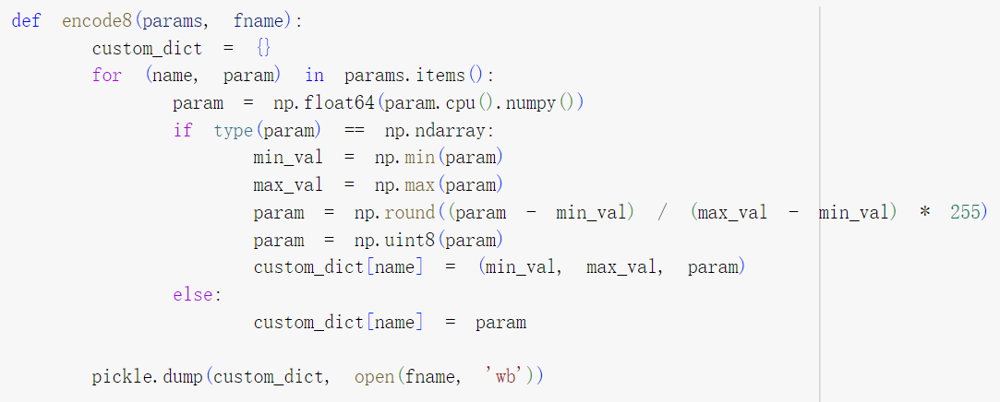 def encode8(params, fname):
    custom_dict = {}
    for (name, param) in params.items():
        param = np.float64(param.cpu().numpy())
        if type(param) == np.ndarray:
            min_val = np.min(param)
            max_val = np.max(param)
            param = np.round((param - min_val) / (max_val - min_val) * 255)
            param = np.uint8(param)
            custom_dict[name] = (min_val, max_val, param)
        else:
            custom_dict[name] = param

    pickle.dump(custom_dict, open(fname, 'wb'))